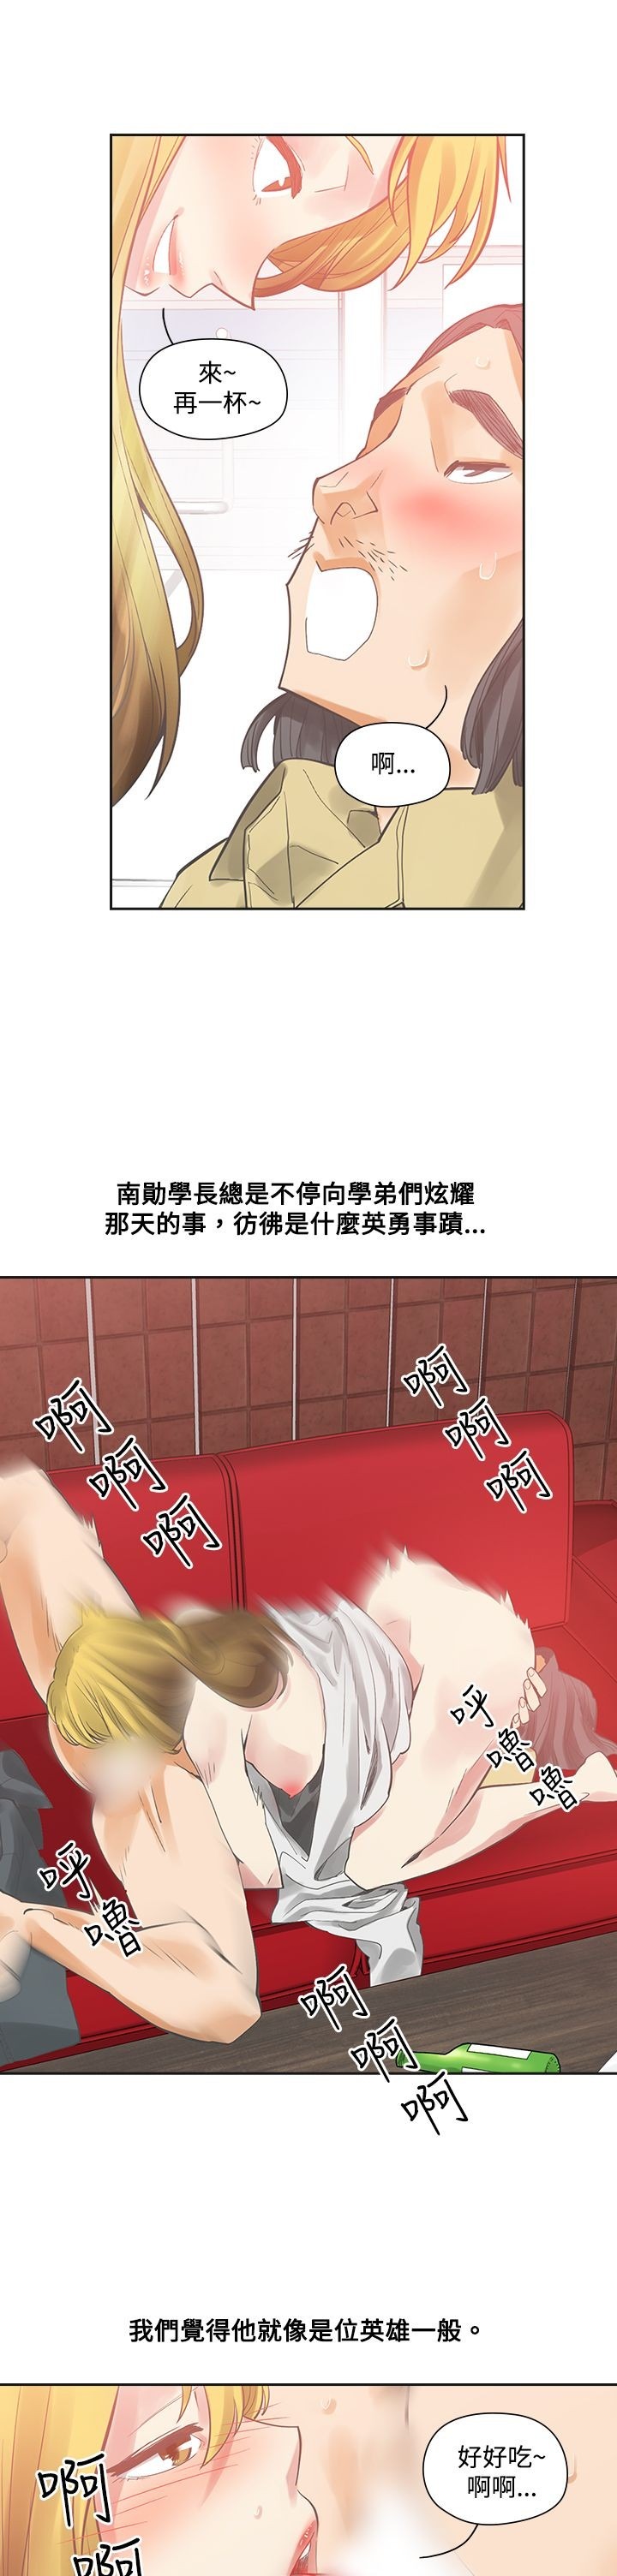 來~
再一杯~
啊...
南勛學長總是不停向學弟們炫耀
那天的事，彷彿是什麼英勇事蹟...
啊
啊
啊
啊
啊
啊
呼
嚕
嚕
呼
嚕
啊
啊
啊
我們覺得他就像是位英雄一般。
好好吃~
啊啊...
啊
啊